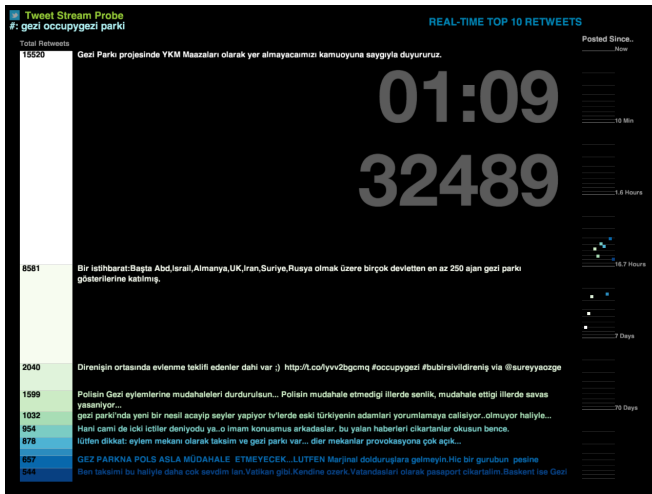 Tweet Stream Probe
#: gezi occupygezi parki
REAL-TIME TOP 10 RETWEETS
Total Retweets
Posted Since..
Now
15520 Gezi Parkı projesinde YKM Maazaları olarak yer almayacaımızı kamuoyuna saygıyla duyururuz.
01:09
10 Min
32489
1.6 Hours
16.7 Hours
8581 Bir istihbarat:Başta Abd,Israil,Almanya,UK,Iran,Suriye,Rusya olmak üzere birçok devletten en az 250 ajan gezi parkı
gösterilerine katılmış.
7 Days
2040 Direnişin ortasında evlenme teklifi edenler dahi var ;) http://t.co/lyvv2bgcmq #occupygezi #bubirsivildireniş via @sureyyaozge
1599 Polisin Gezi eylemlerine mudahaleleri durdurulsun... Polisin mudahale etmedigi illerde senlik, mudahale ettigi illerde savas
yasaniyor...
70 Days
1032 gezi parkı'nda yeni bir nesil acayip seyler yapiyor tv'lerde eski türkiyenin adamlari yorumlamaya calisiyor..olmuyor haliyle...
954 Hani cami de icki ictiler deniyodu ya..o imam konusmus arkadaslar. bu yalan haberleri cikartanlar okusun bence.
878 lütfen dikkat: eylem mekanı olarak taksim ve gezi parkı var... dier mekanlar provokasyona çok açık...
657 GEZ PARKNA POLS ASLA MÜDAHALE ETMEYECEK...LUTFEN Marjinal dolduruşlara gelmeyin.Hic bir gurubun pesine
544 Ben taksimi bu haliyle daha cok sevdim lan.Vatikan gibi.Kendine ozerk.Vatandaslari olarak pasaport cikartalim.Baskent ise Gezi